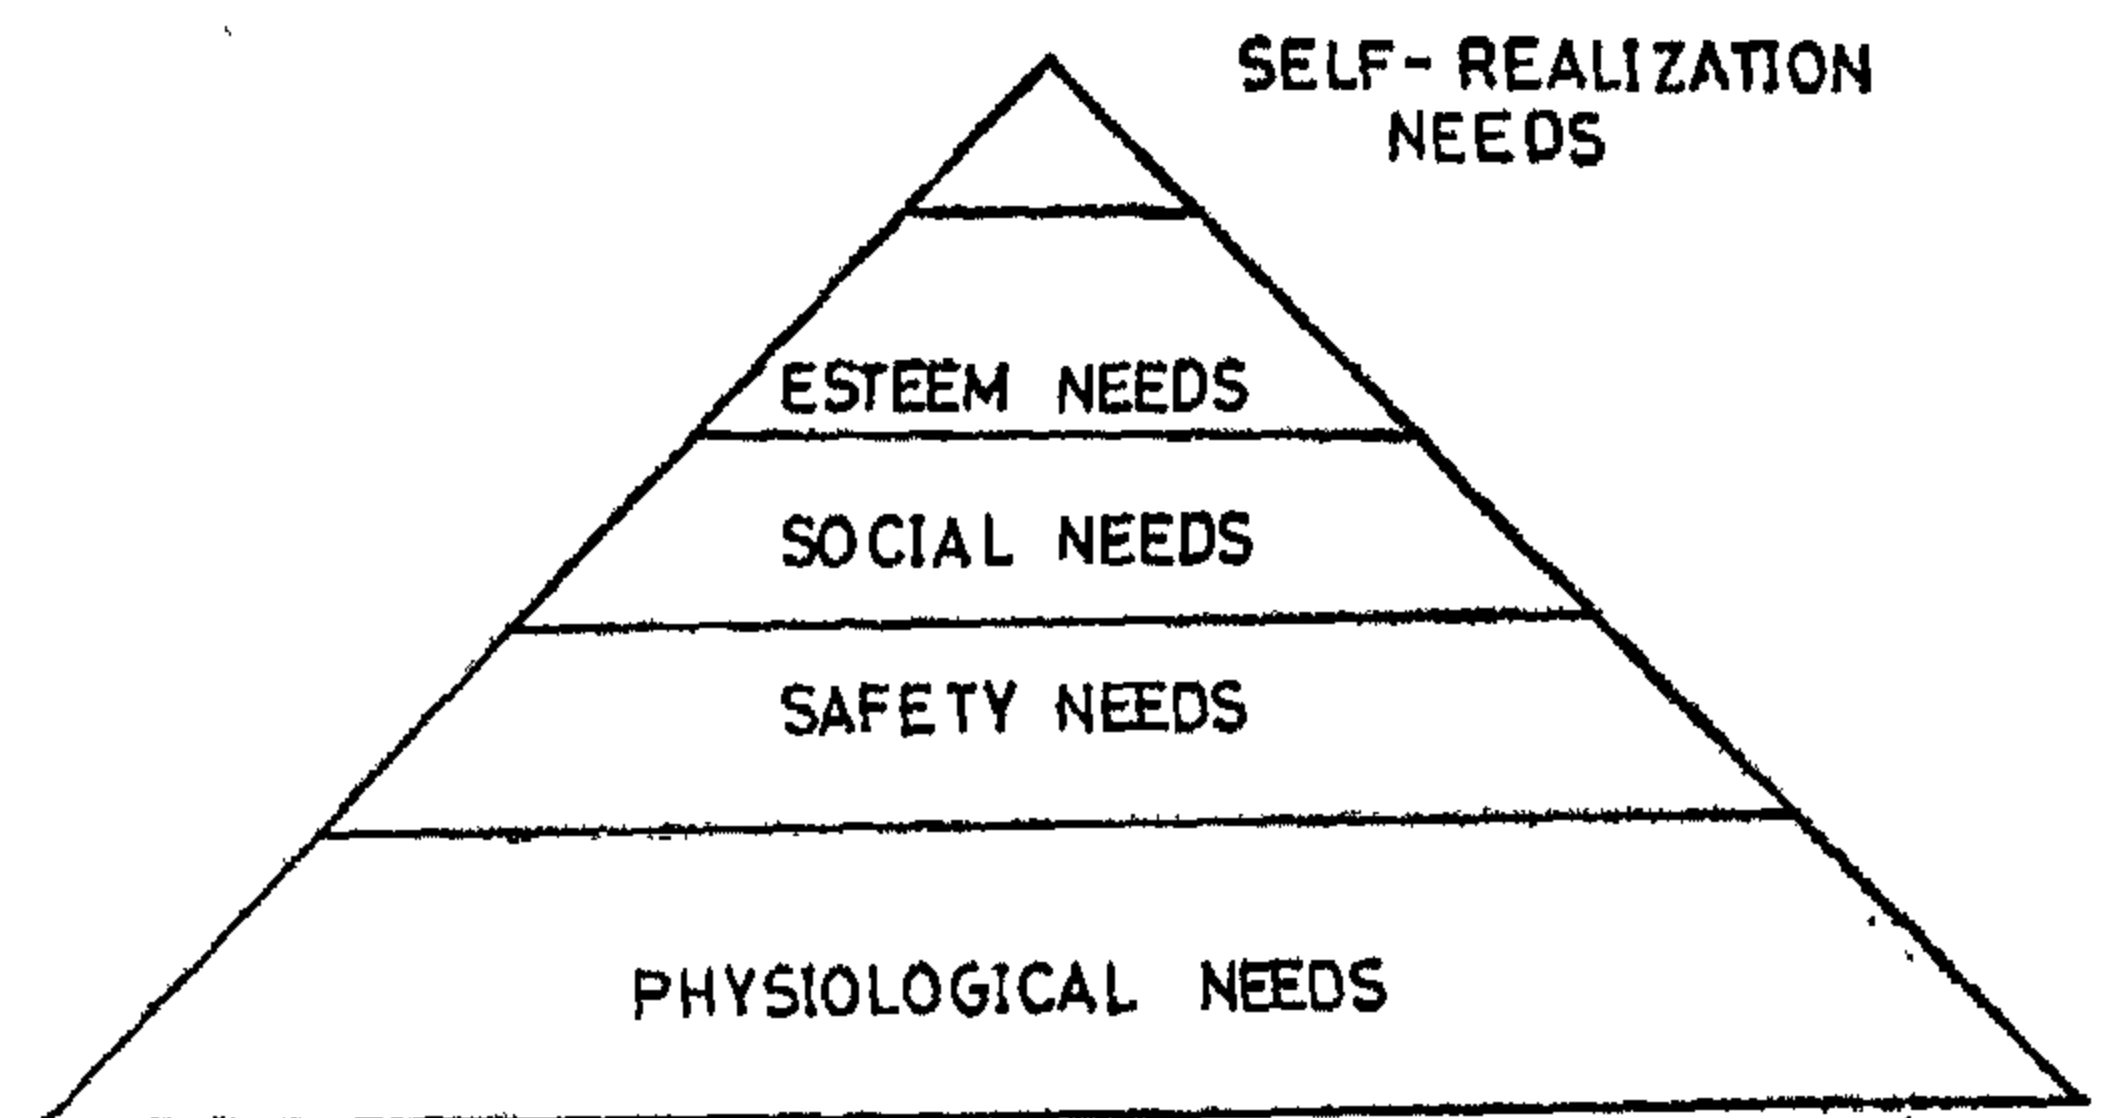 SELF-REALIZATION
NEEDS
ESTEEM NEEDS
SOCIAL NEEDS
SAFETY NEEDS
PHYSIOLOGICAL NEEDS